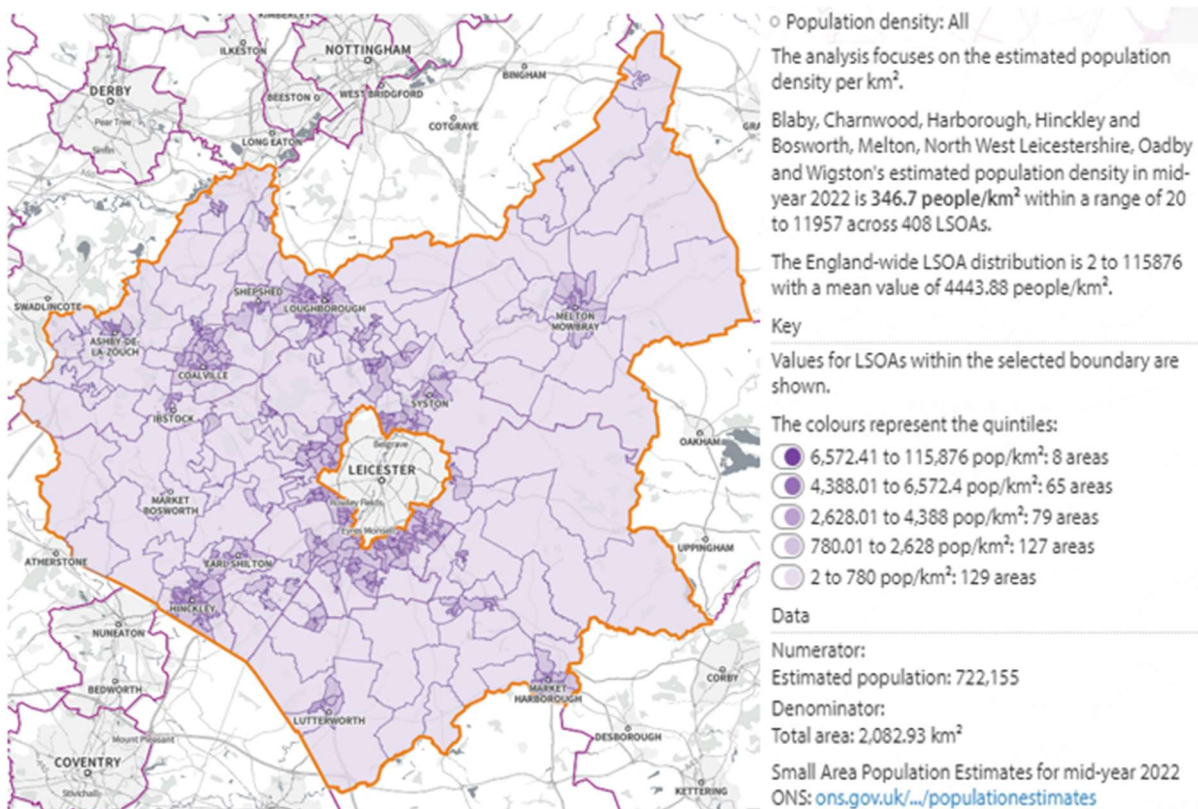 KIMBERLEY
ILKESTON
NOTTINGHAM
BINGHAM
DERBY
BEESTON
WEST BRIDGFORD
Pear Tree
COTGRAVE
Sinfin
LONG EATON
GRA
SWADLINCOTE
SHEPSHED
LOUGHBOROUGH
MELTON
MOWBRAY
ASHBY-DE-
LA-ZOUCH
COALVILLE
SYSTON
IBSTOCK
Belgrave
OAKHAM
LEICESTER
MARKET
BOSWORTH
Rowley Fields
Eyres Monsell
UPPINGHAM
ATHERSTONE
EARL SHILTON
HINCKLEY
NUNEATON
CORBY
BEDWORTH
MARKET
HARBOROUGH
LUTTERWORTH
DESBOROUGH
Mount Pleasant
COVENTRY
Stivichall
KETTERING
Population density: All
The analysis focuses on the estimated population
density per km².
Blaby, Charnwood, Harborough, Hinckley and
Bosworth, Melton, North West Leicestershire, Oadby
and Wigston's estimated population density in mid-
year 2022 is 346.7 people/km² within a range of 20
to 11957 across 408 LSOAs.
The England-wide LSOA distribution is 2 to 115876
with a mean value of 4443.88 people/km².
Key
Values for LSOAs within the selected boundary are
shown.
The colours represent the quintiles:
6,572.41 to 115,876 pop/km²: 8 areas
4,388.01 to 6,572.4 pop/km²: 65 areas
2,628.01 to 4,388 pop/km²: 79 areas
780.01 to 2,628 pop/km²: 127 areas
2 to 780 pop/km²: 129 areas
Data
Numerator:
Estimated population: 722,155
Denominator:
Total area: 2,082.93 km²
Small Area Population Estimates for mid-year 2022
ONS: ons.gov.uk/.../populationestimates